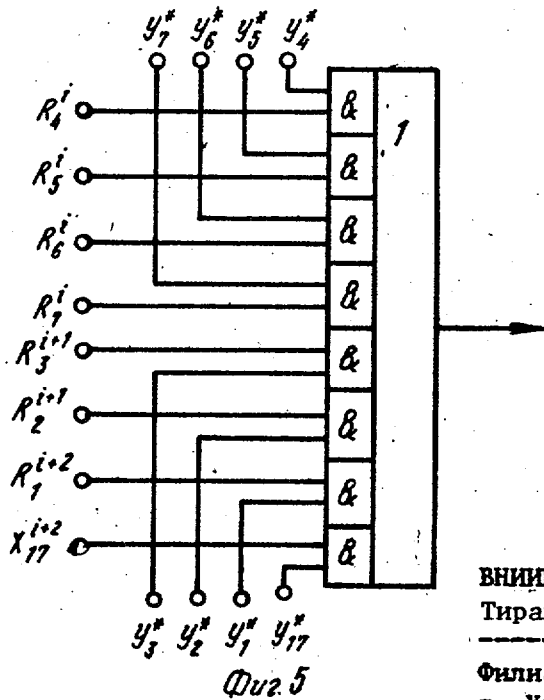 y₇* y₆* y₅* y₄*
R₄ⁱ & 1
R₅ⁱ &
R₆ⁱ &
R₇ⁱ &
R₃ⁱ⁺¹ &
R₂ⁱ⁺¹ &
R₁ⁱ⁺² &
X₁₇ⁱ⁺² &
y₃* y₂* y₁* y₁₇*
Фиг. 5
ВНИИ
Тира
Фили